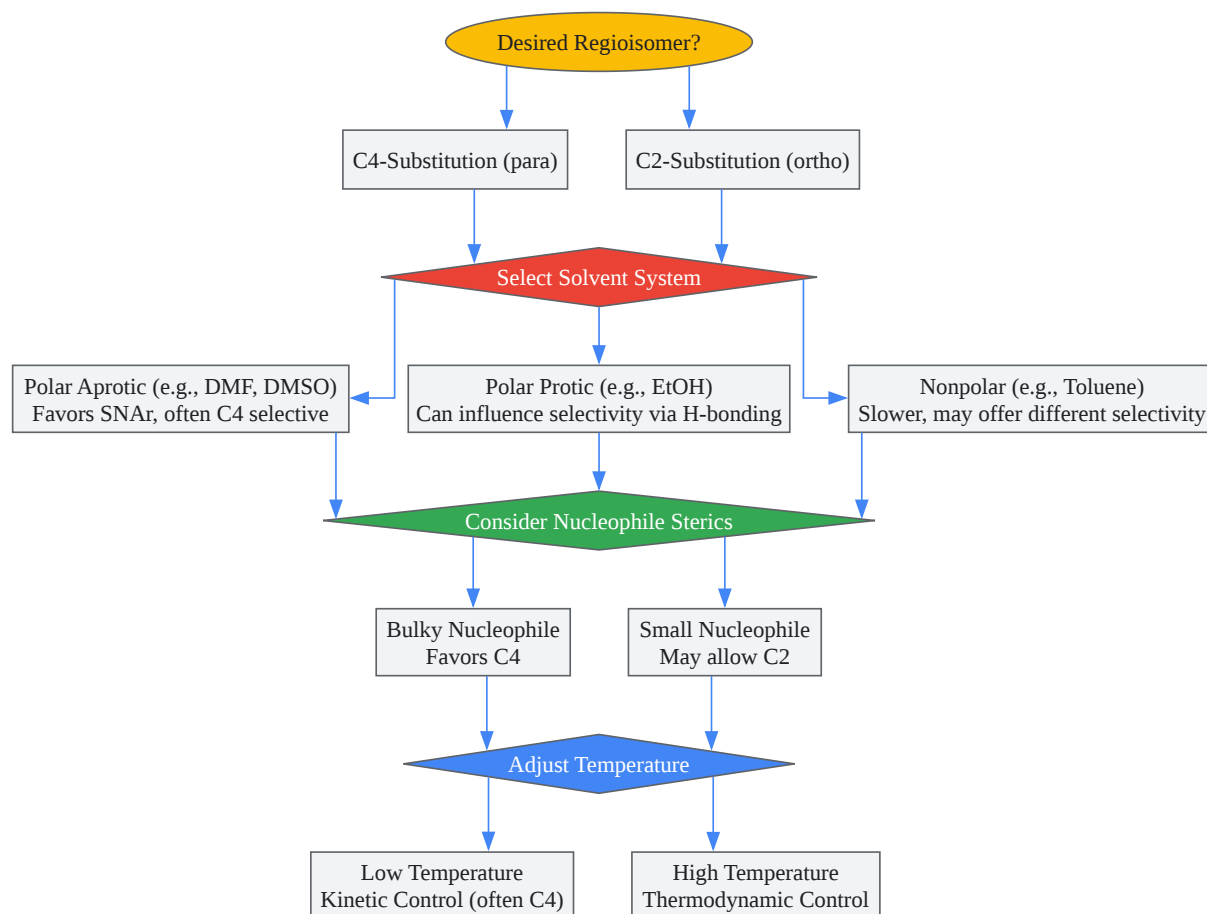 Desired Regioisomer?
C4-Substitution (para)
C2-Substitution (ortho)
Select Solvent System
Polar Aprotic (e.g., DMF, DMSO)
Favors SNAr, often C4 selective
Polar Protic (e.g., EtOH)
Can influence selectivity via H-bonding
Nonpolar (e.g., Toluene)
Slower, may offer different selectivity
Consider Nucleophile Sterics
Bulky Nucleophile
Favors C4
Small Nucleophile
May allow C2
Adjust Temperature
Low Temperature
Kinetic Control (often C4)
High Temperature
Thermodynamic Control